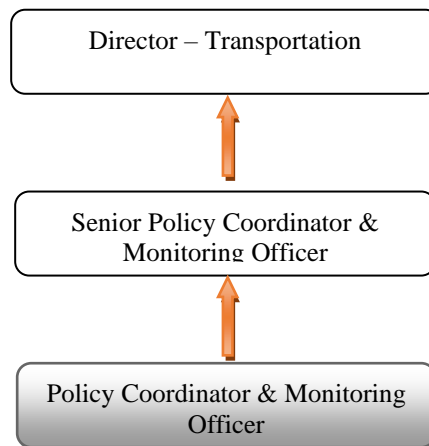 Director – Transportation
Senior Policy Coordinator &
Monitoring Officer
Policy Coordinator & Monitoring
Officer